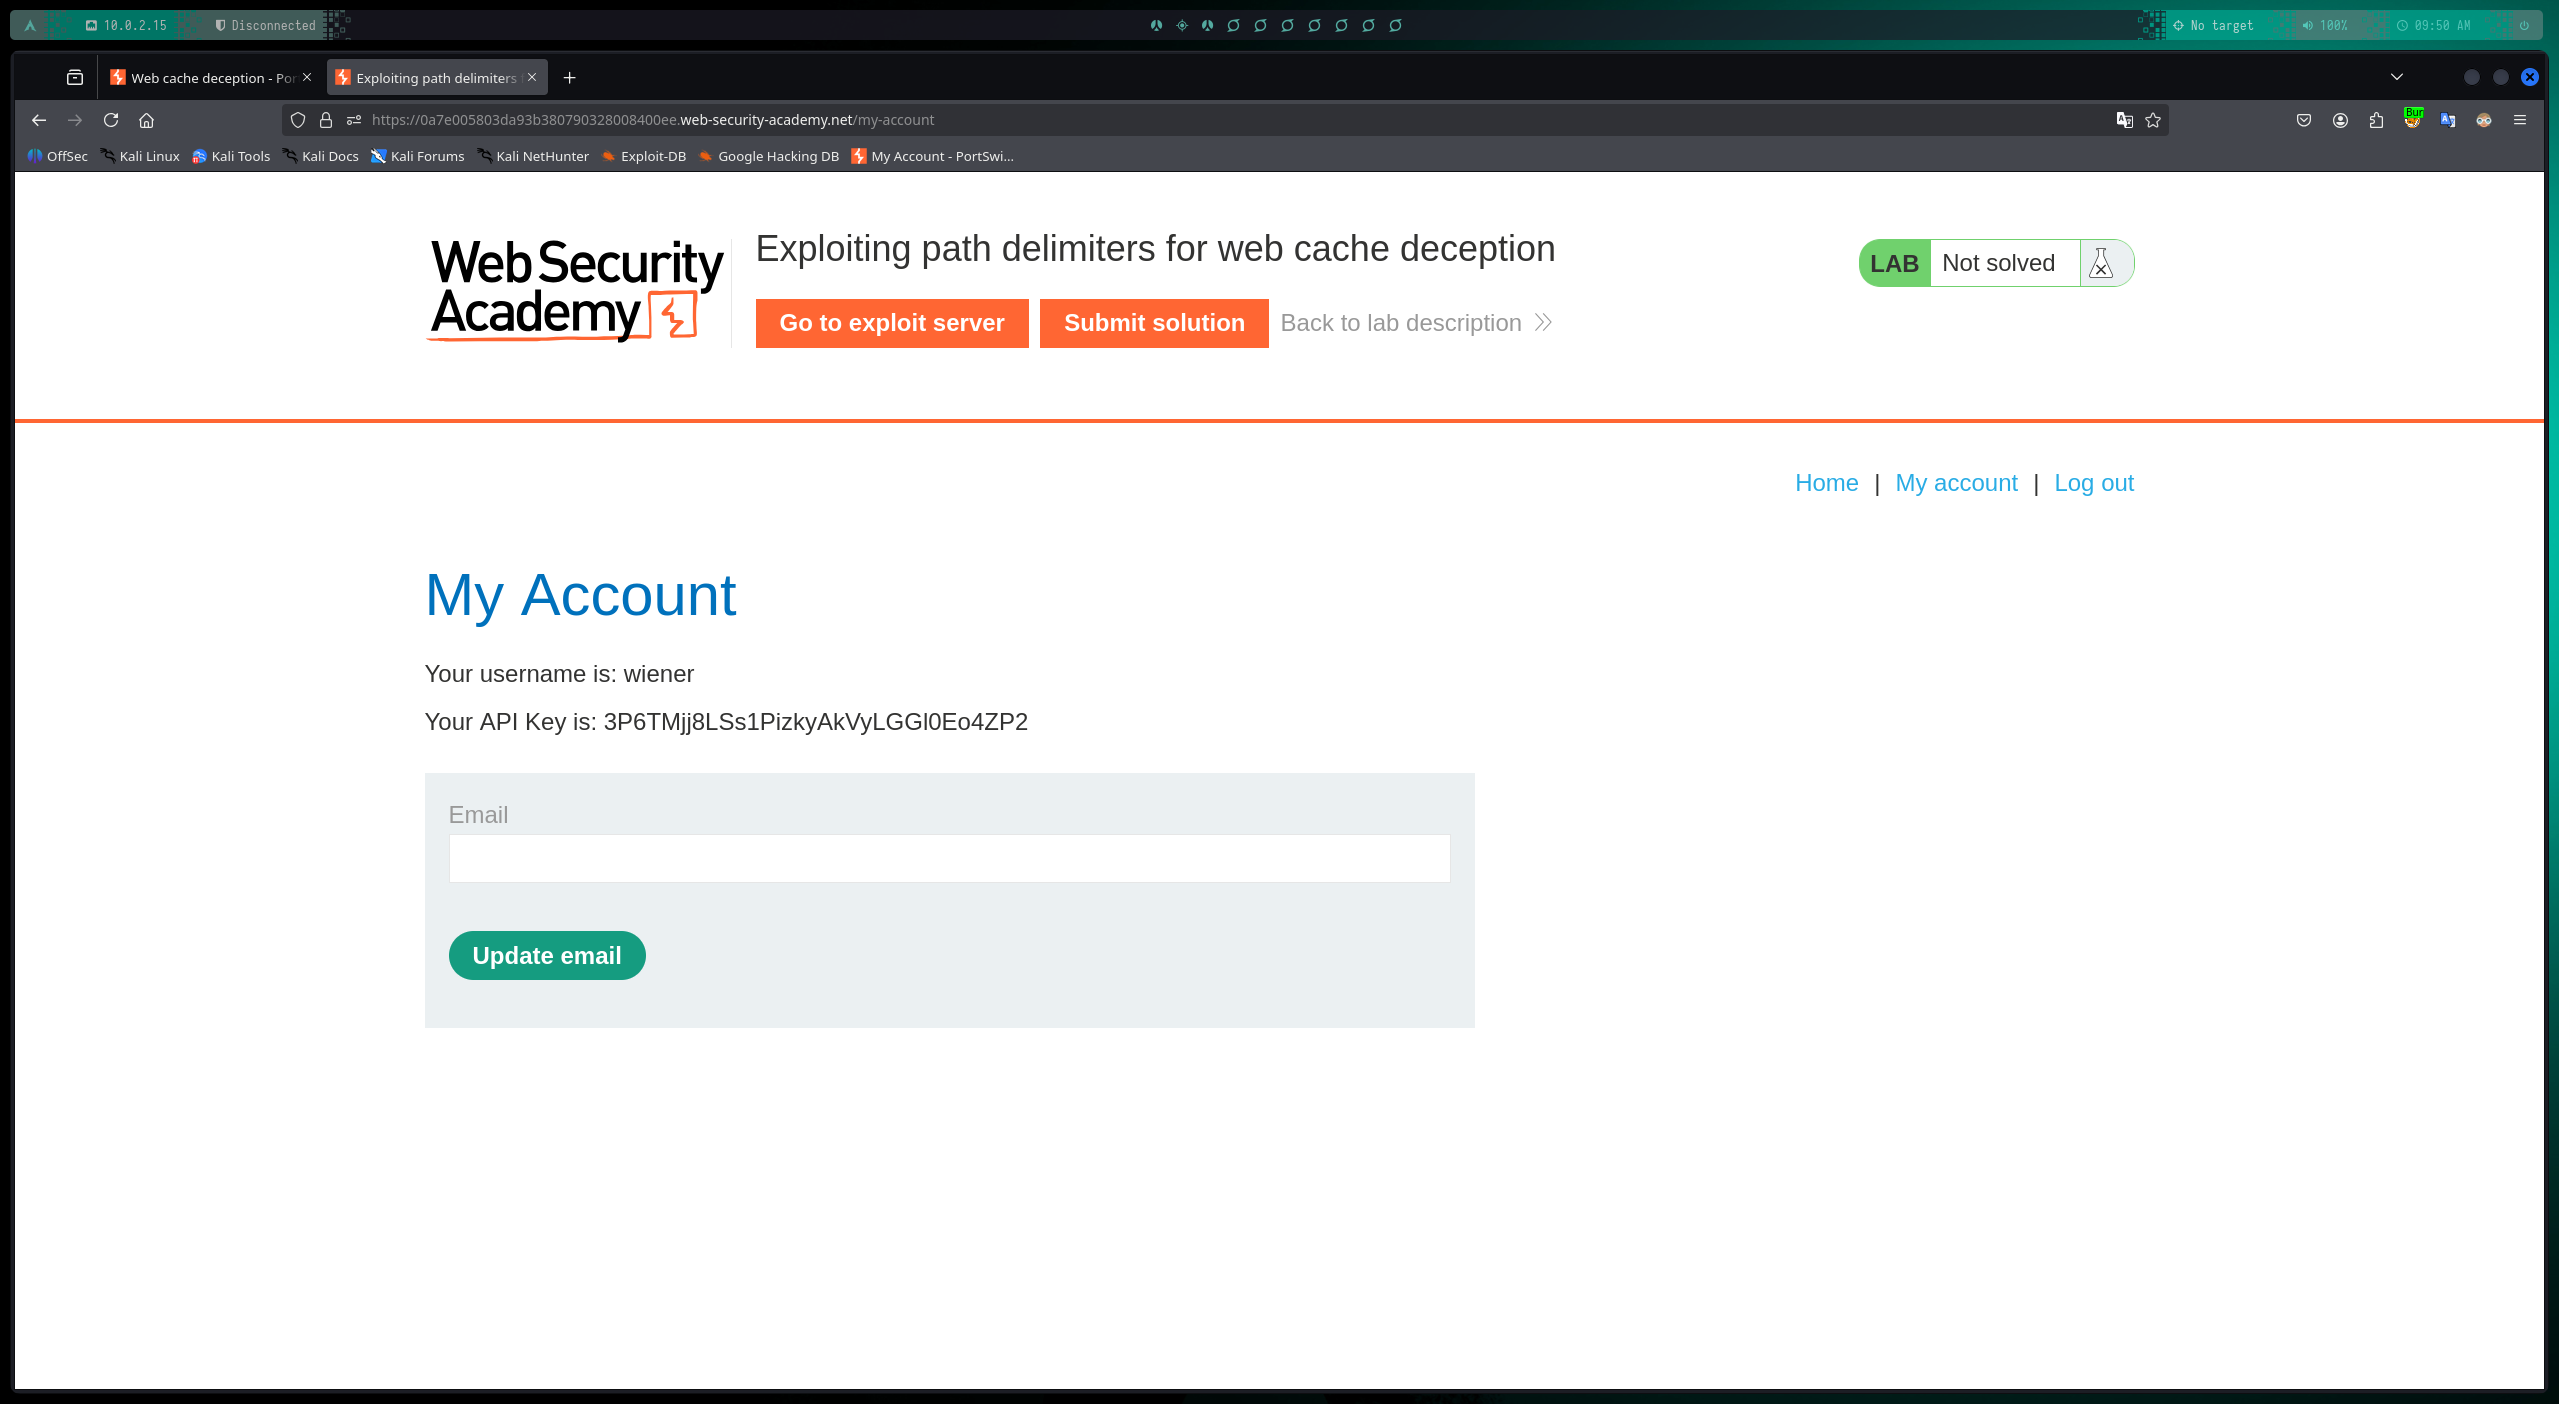 10.0.2.15 Disconnected No target 100% 09:50 AM
Web cache deception - Por Exploiting path delimiters f
https://0a7e005803da93b380790328008400ee.web-security-academy.net/my-account Bur
OffSec Kali Linux Kali Tools Kali Docs Kali Forums Kali NetHunter Exploit-DB Google Hacking DB My Account - PortSwi...
Web Security
Academy
Exploiting path delimiters for web cache deception
LAB Not solved
Go to exploit server Submit solution Back to lab description
Home | My account | Log out
My Account
Your username is: wiener
Your API Key is: 3P6TMjj8LSs1PizkyAkVyLGGl0Eo4ZP2
Email
Update email